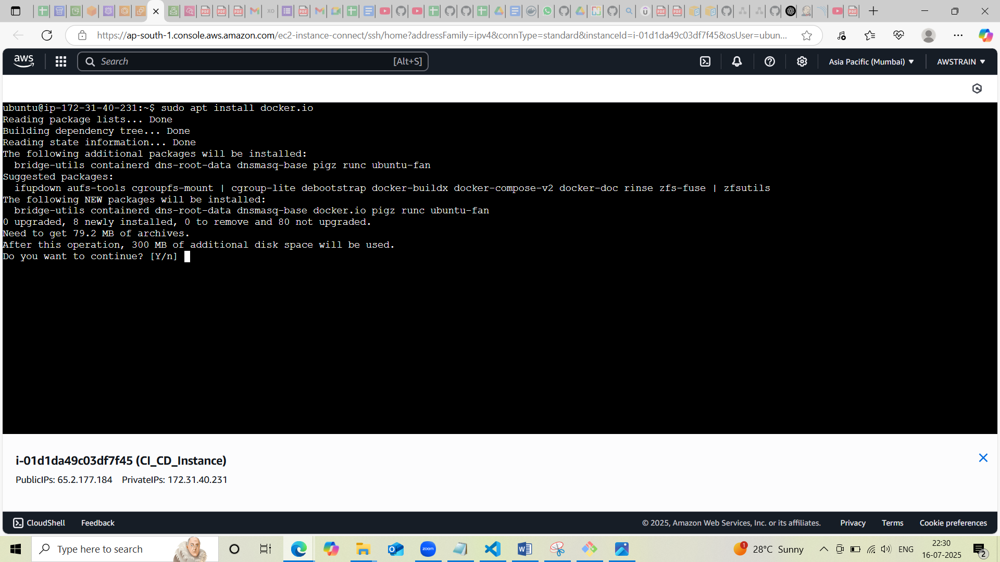 https://ap-south-1.console.aws.amazon.com/ec2-instance-connect/ssh/home?addressFamily=ipv4&connType=standard&instanceId=i-01d1da49c03df7f45&osUser=ubun...
aws
Search
[Alt+S]
Asia Pacific (Mumbai)
AWSTRAIN
ubuntu@ip-172-31-40-231:~$ sudo apt install docker.io
Reading package lists... Done
Building dependency tree... Done
Reading state information... Done
The following additional packages will be installed:
  bridge-utils containerd dns-root-data dnsmasq-base pigz runc ubuntu-fan
Suggested packages:
  ifupdown aufs-tools cgroupfs-mount | cgroup-lite debootstrap docker-buildx docker-compose-v2 docker-doc rinse zfs-fuse | zfsutils
The following NEW packages will be installed:
  bridge-utils containerd dns-root-data dnsmasq-base docker.io pigz runc ubuntu-fan
0 upgraded, 8 newly installed, 0 to remove and 80 not upgraded.
Need to get 79.2 MB of archives.
After this operation, 300 MB of additional disk space will be used.
Do you want to continue? [Y/n]
i-01d1da49c03df7f45 (CI_CD_Instance)
PublicIPs: 65.2.177.184 PrivateIPs: 172.31.40.231
CloudShell Feedback © 2025, Amazon Web Services, Inc. or its affiliates. Privacy Terms Cookie preferences
Type here to search
zoom
1
28°C Sunny
ENG
22:30
16-07-2025
2